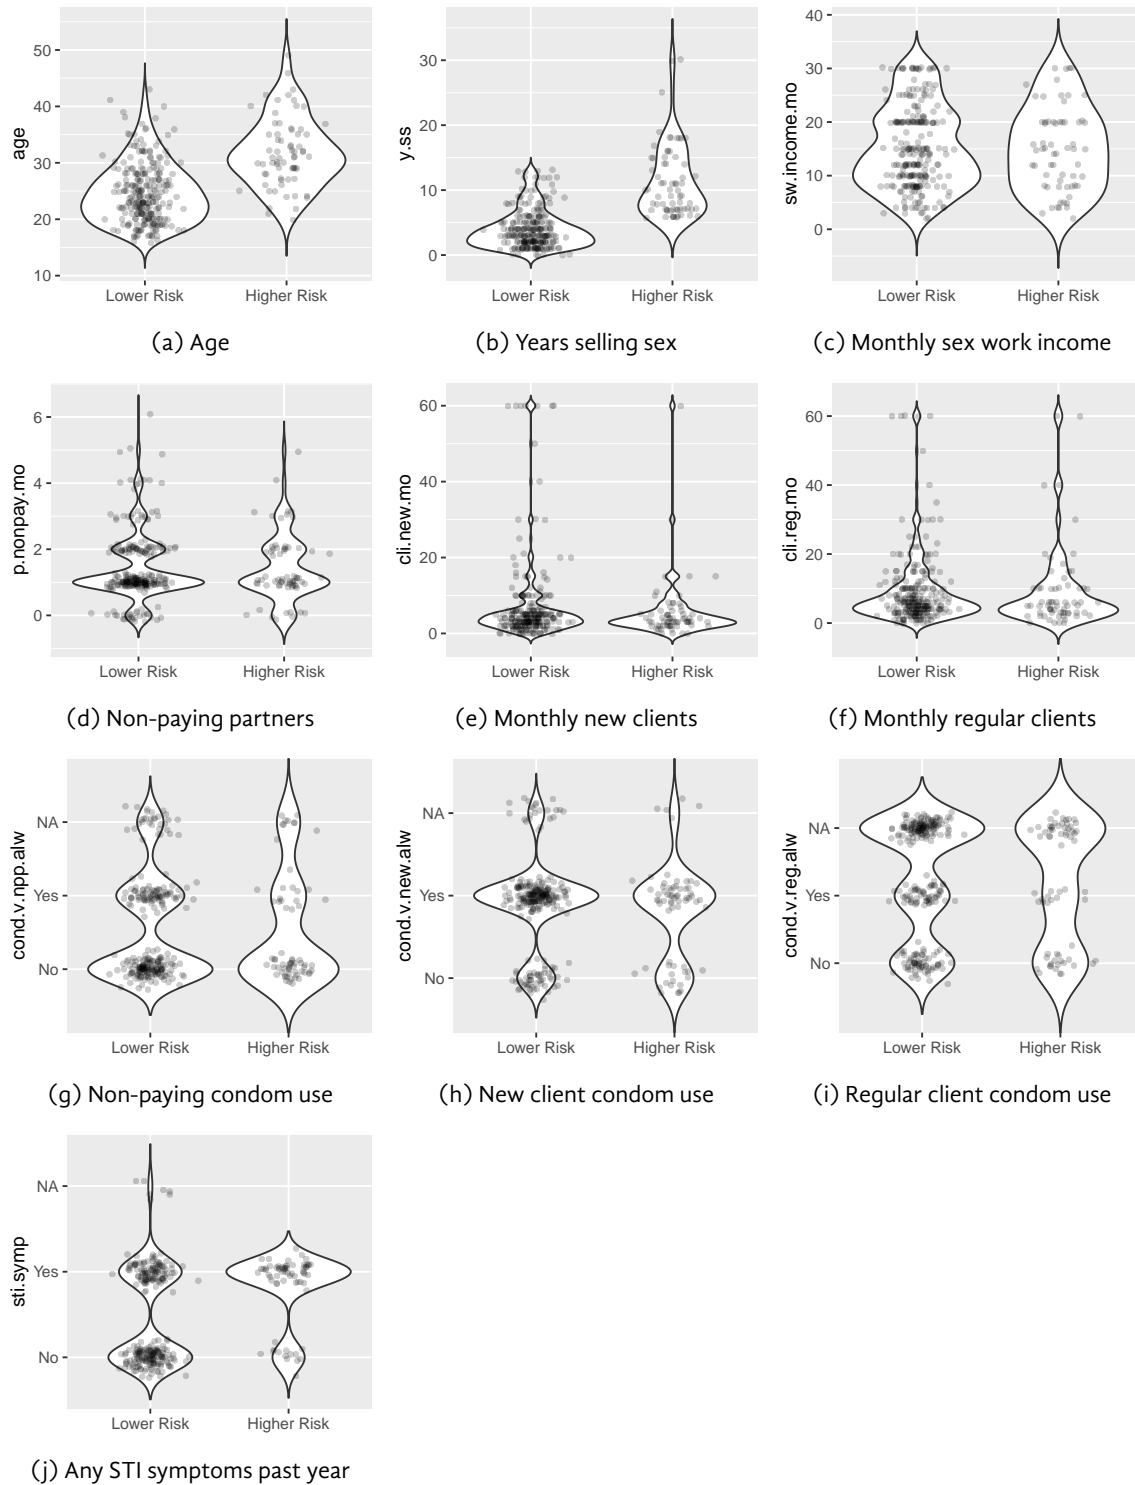 age
50
40
30
20
10
Lower Risk
Higher Risk
(a) Age
y.ss
30
20
10
0
Lower Risk
Higher Risk
(b) Years selling sex
sw.income.mo
40
30
20
10
0
Lower Risk
Higher Risk
(c) Monthly sex work income
p.nonpay.mo
6
4
2
0
Lower Risk
Higher Risk
(d) Non-paying partners
cli.new.mo
60
40
20
0
Lower Risk
Higher Risk
(e) Monthly new clients
cli.reg.mo
60
40
20
0
Lower Risk
Higher Risk
(f) Monthly regular clients
cond.v.npp.alw
NA
Yes
No
Lower Risk
Higher Risk
(g) Non-paying condom use
cond.v.new.alw
NA
Yes
No
Lower Risk
Higher Risk
(h) New client condom use
cond.v.reg.alw
NA
Yes
No
Lower Risk
Higher Risk
(i) Regular client condom use
sti.symp
NA
Yes
No
Lower Risk
Higher Risk
(j) Any STI symptoms past year